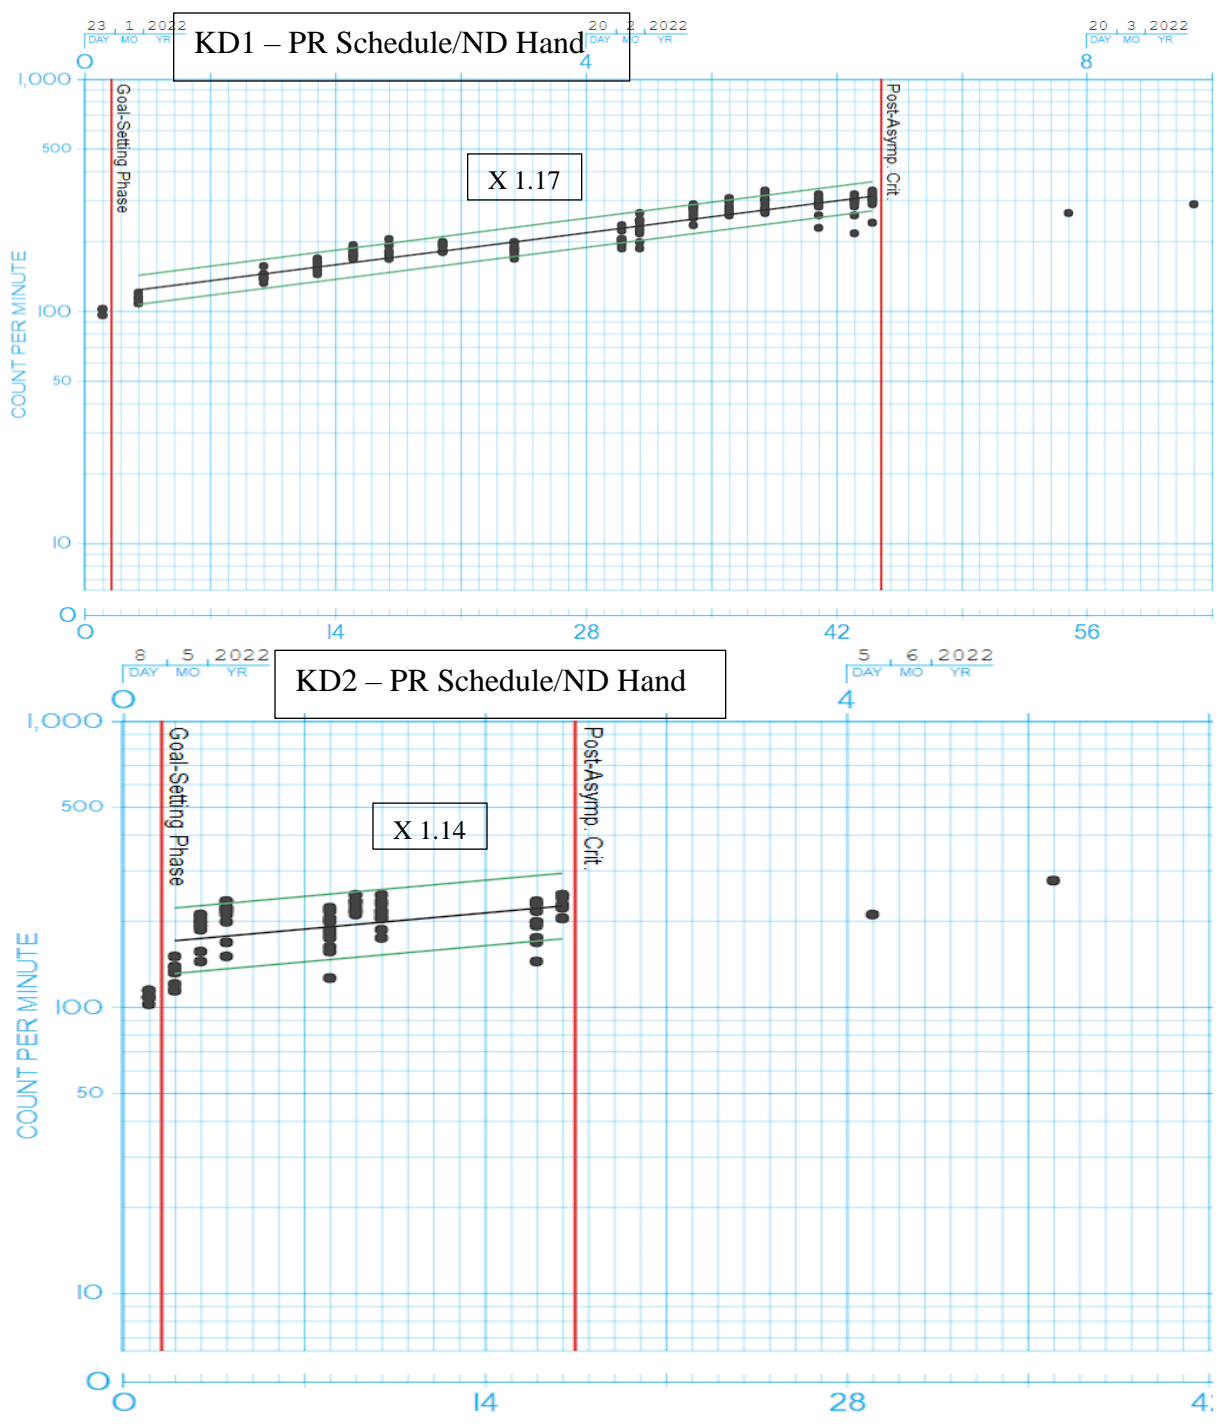 23 1 2022
DAY MO YR
KD1 – PR Schedule/ND Hand
20 2 2022
DAY MO YR
20 3 2022
DAY MO YR
0 4 8
1,000
500
100
50
10
0
COUNT PER MINUTE
Goal-Setting Phase
X 1.17
Post-Asymp. Crit.
0 14 28 42 56
8 5 2022
DAY MO YR
KD2 – PR Schedule/ND Hand
5 6 2022
DAY MO YR
0 4
1,000
500
100
50
10
0
COUNT PER MINUTE
Goal-Setting Phase
X 1.14
Post-Asymp. Crit.
0 14 28